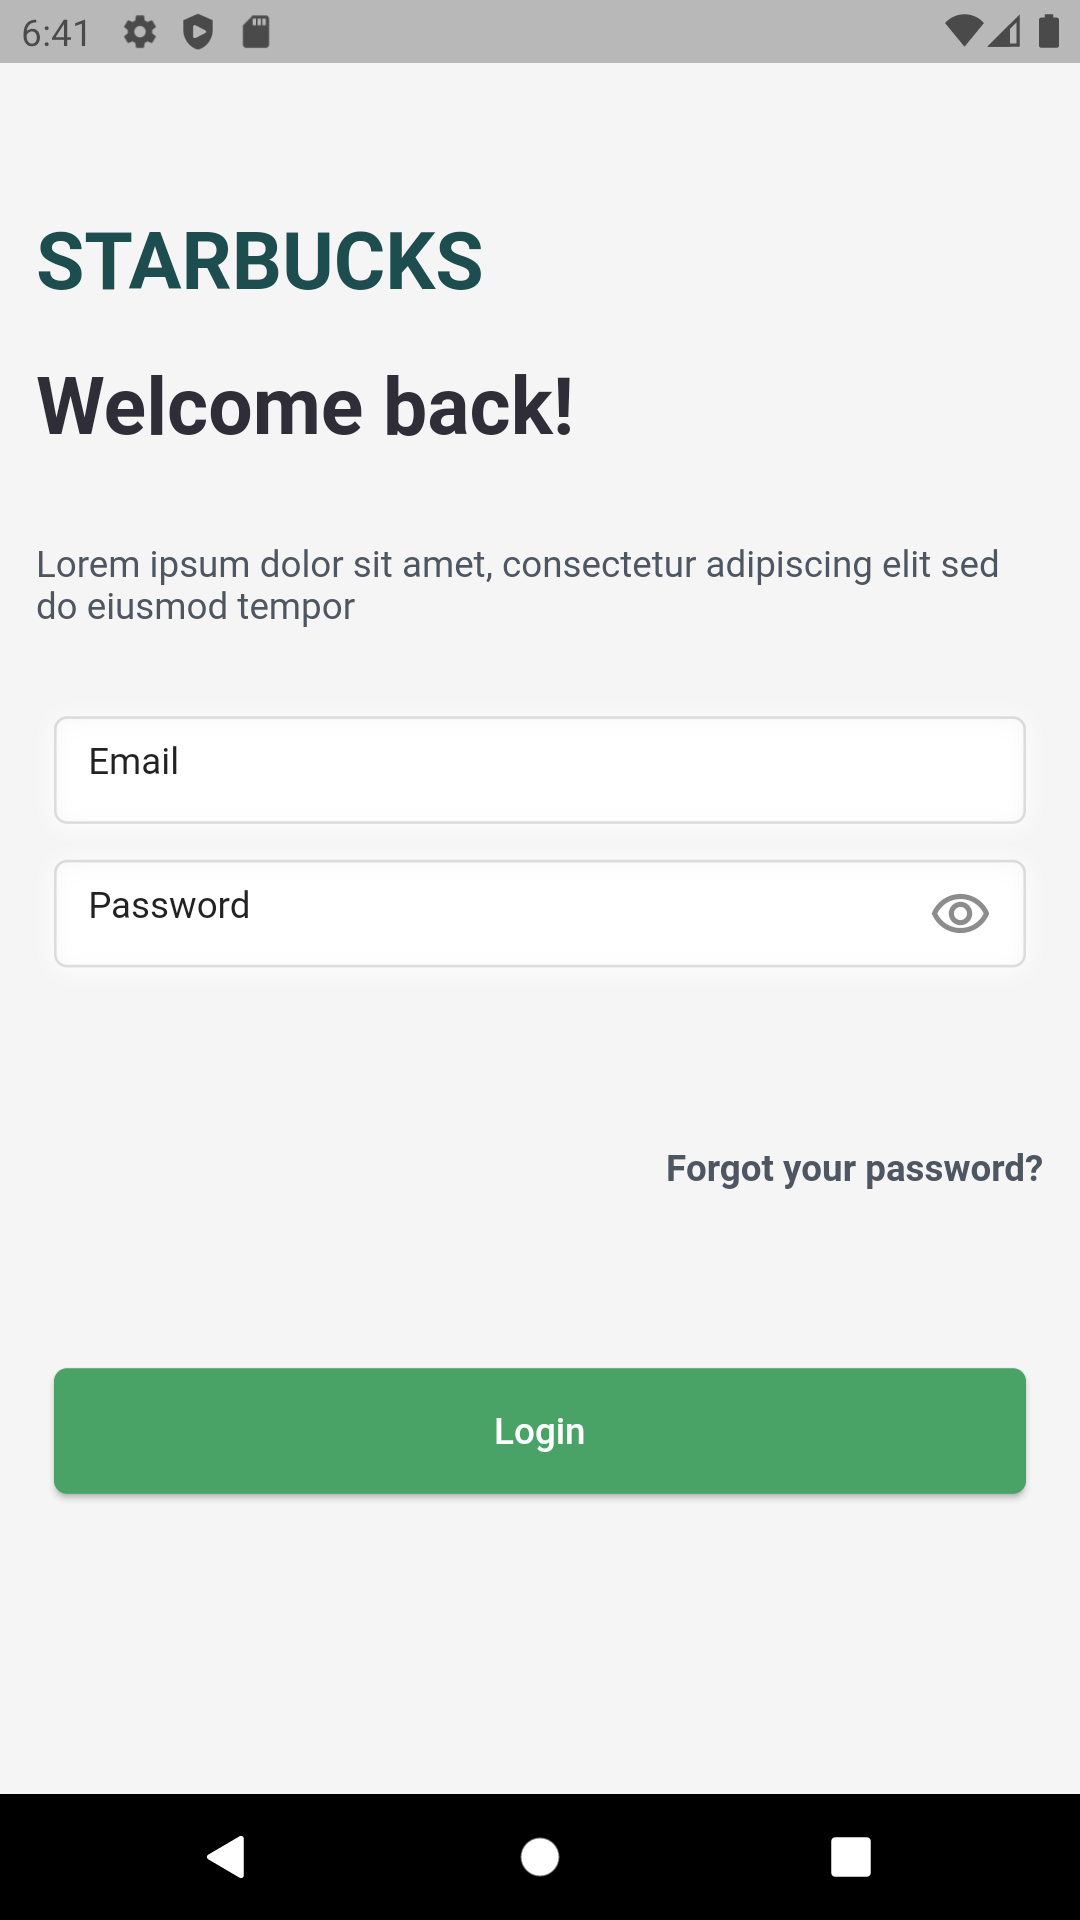 6:41
STARBUCKS
Welcome back!
Lorem ipsum dolor sit amet, consectetur adipiscing elit sed
do eiusmod tempor
Email
Password
Forgot your password?
Login